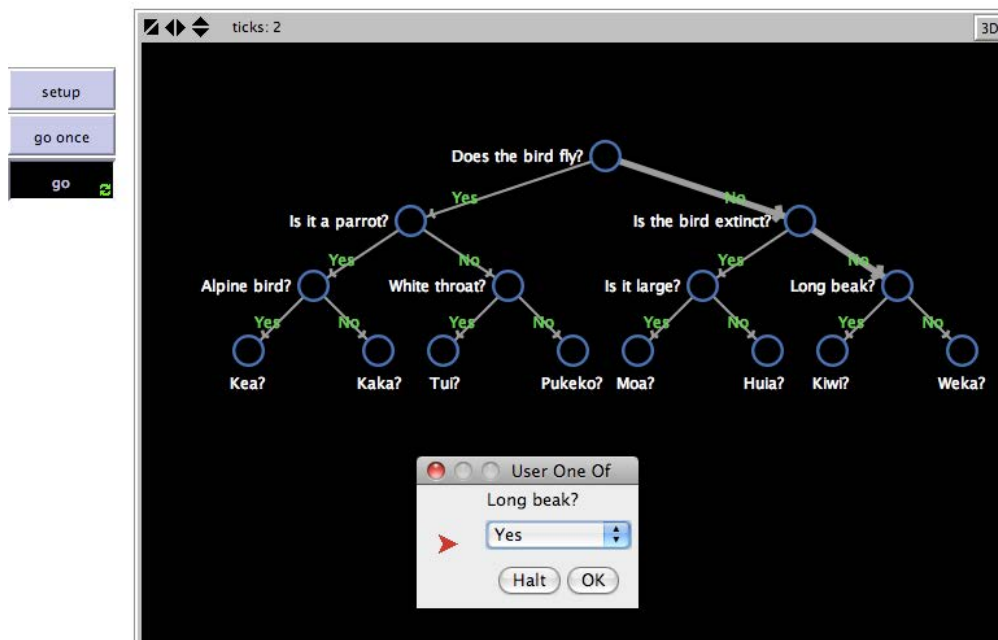 ticks: 2
3D
setup
go once
go
Does the bird fly?
Yes
No
Is it a parrot?
Is the bird extinct?
Yes
No
Yes
No
Alpine bird?
White throat?
Is it large?
Long beak?
Yes
No
Yes
No
Yes
No
Yes
No
Kea?
Kaka?
Tui?
Pukeko?
Moa?
Huia?
Kiwi?
Weka?
User One Of
Long beak?
Yes
Halt
OK